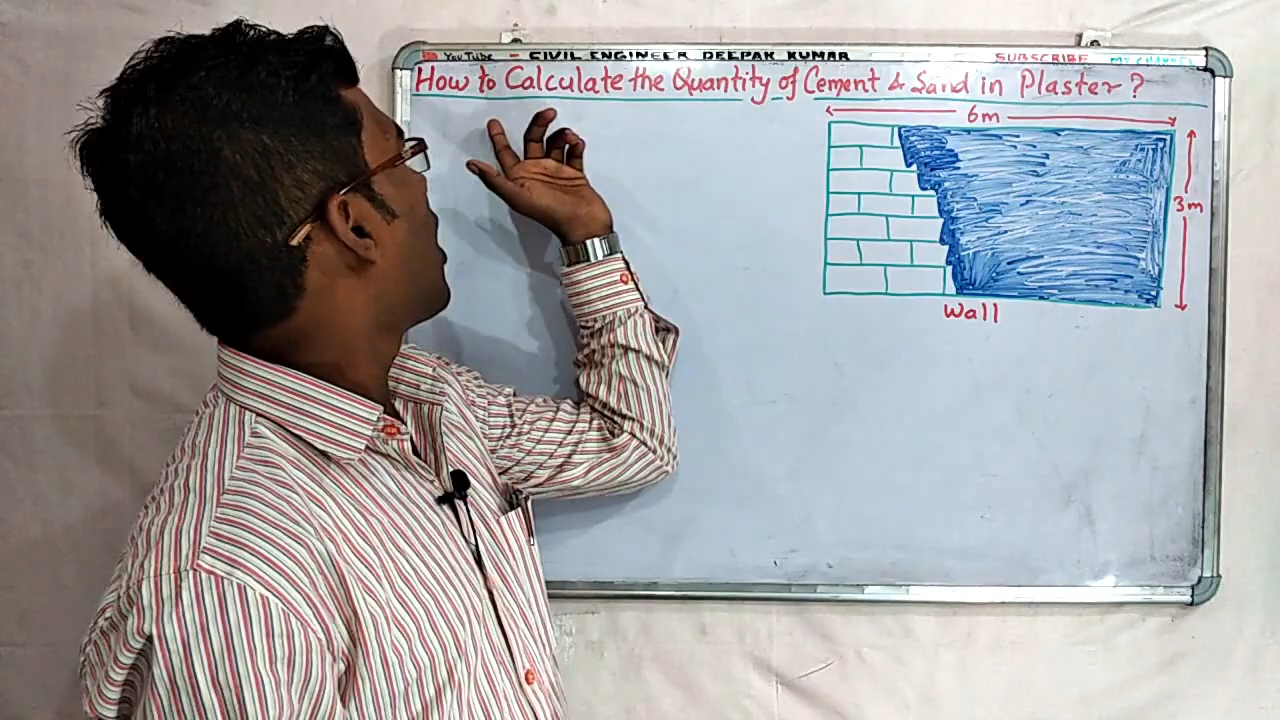 YouTube - CIVIL ENGINEER DEEPAK KUMAR SUBSCRIBE MY CHANNEL
How to Calculate the Quantity of Cement & Sand in Plaster?
6m
3m
Wall